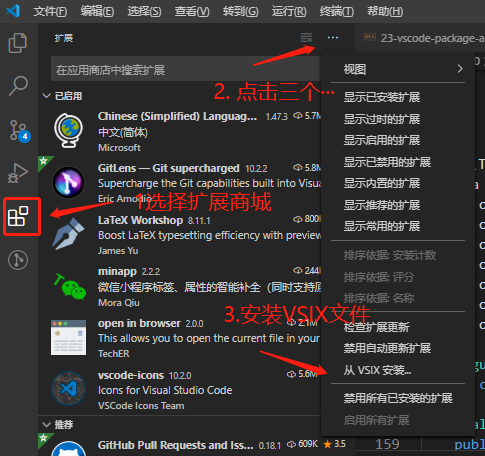 文件(F) 编辑(E) 选择(S) 查看(V) 转到(G) 运行(R) 终端(T) 帮助(H)
扩展
23-vscode-package-a
在应用商店中搜索扩展
2. 点击三个···
已启用
Chinese (Simplified) Languag... 1.47.3 5.7M
中文(简体)
Microsoft
GitLens — Git supercharged 10.2.2 5.8M
Supercharge the Git capabilities built into Visua
Eric Amodio
1选择扩展商城
LaTeX Workshop 8.11.1 800K
Boost LaTeX typesetting efficiency with preview
James Yu
minapp 2.2.2 244K
微信小程序标签、属性的智能补全（同时支持原
Mora Qiu
3.安装VSIX文件
open in browser 2.0.0 2.1M
This allows you to open the current file in your
TechER
vscode-icons 10.2.0 5.6M
Icons for Visual Studio Code
VSCode Icons Team
推荐
GitHub Pull Requests and Iss... 0.18.1 609K 3.5
4
视图
显示已安装扩展
显示过时的扩展
显示启用的扩展
显示已禁用的扩展
显示内置的扩展
显示推荐的扩展
显示常用的扩展
排序依据: 安装计数
排序依据: 评分
排序依据: 名称
检查扩展更新
禁用自动更新扩展
从 VSIX 安装...
禁用所有已安装的扩展
启用所有扩展
159 publ